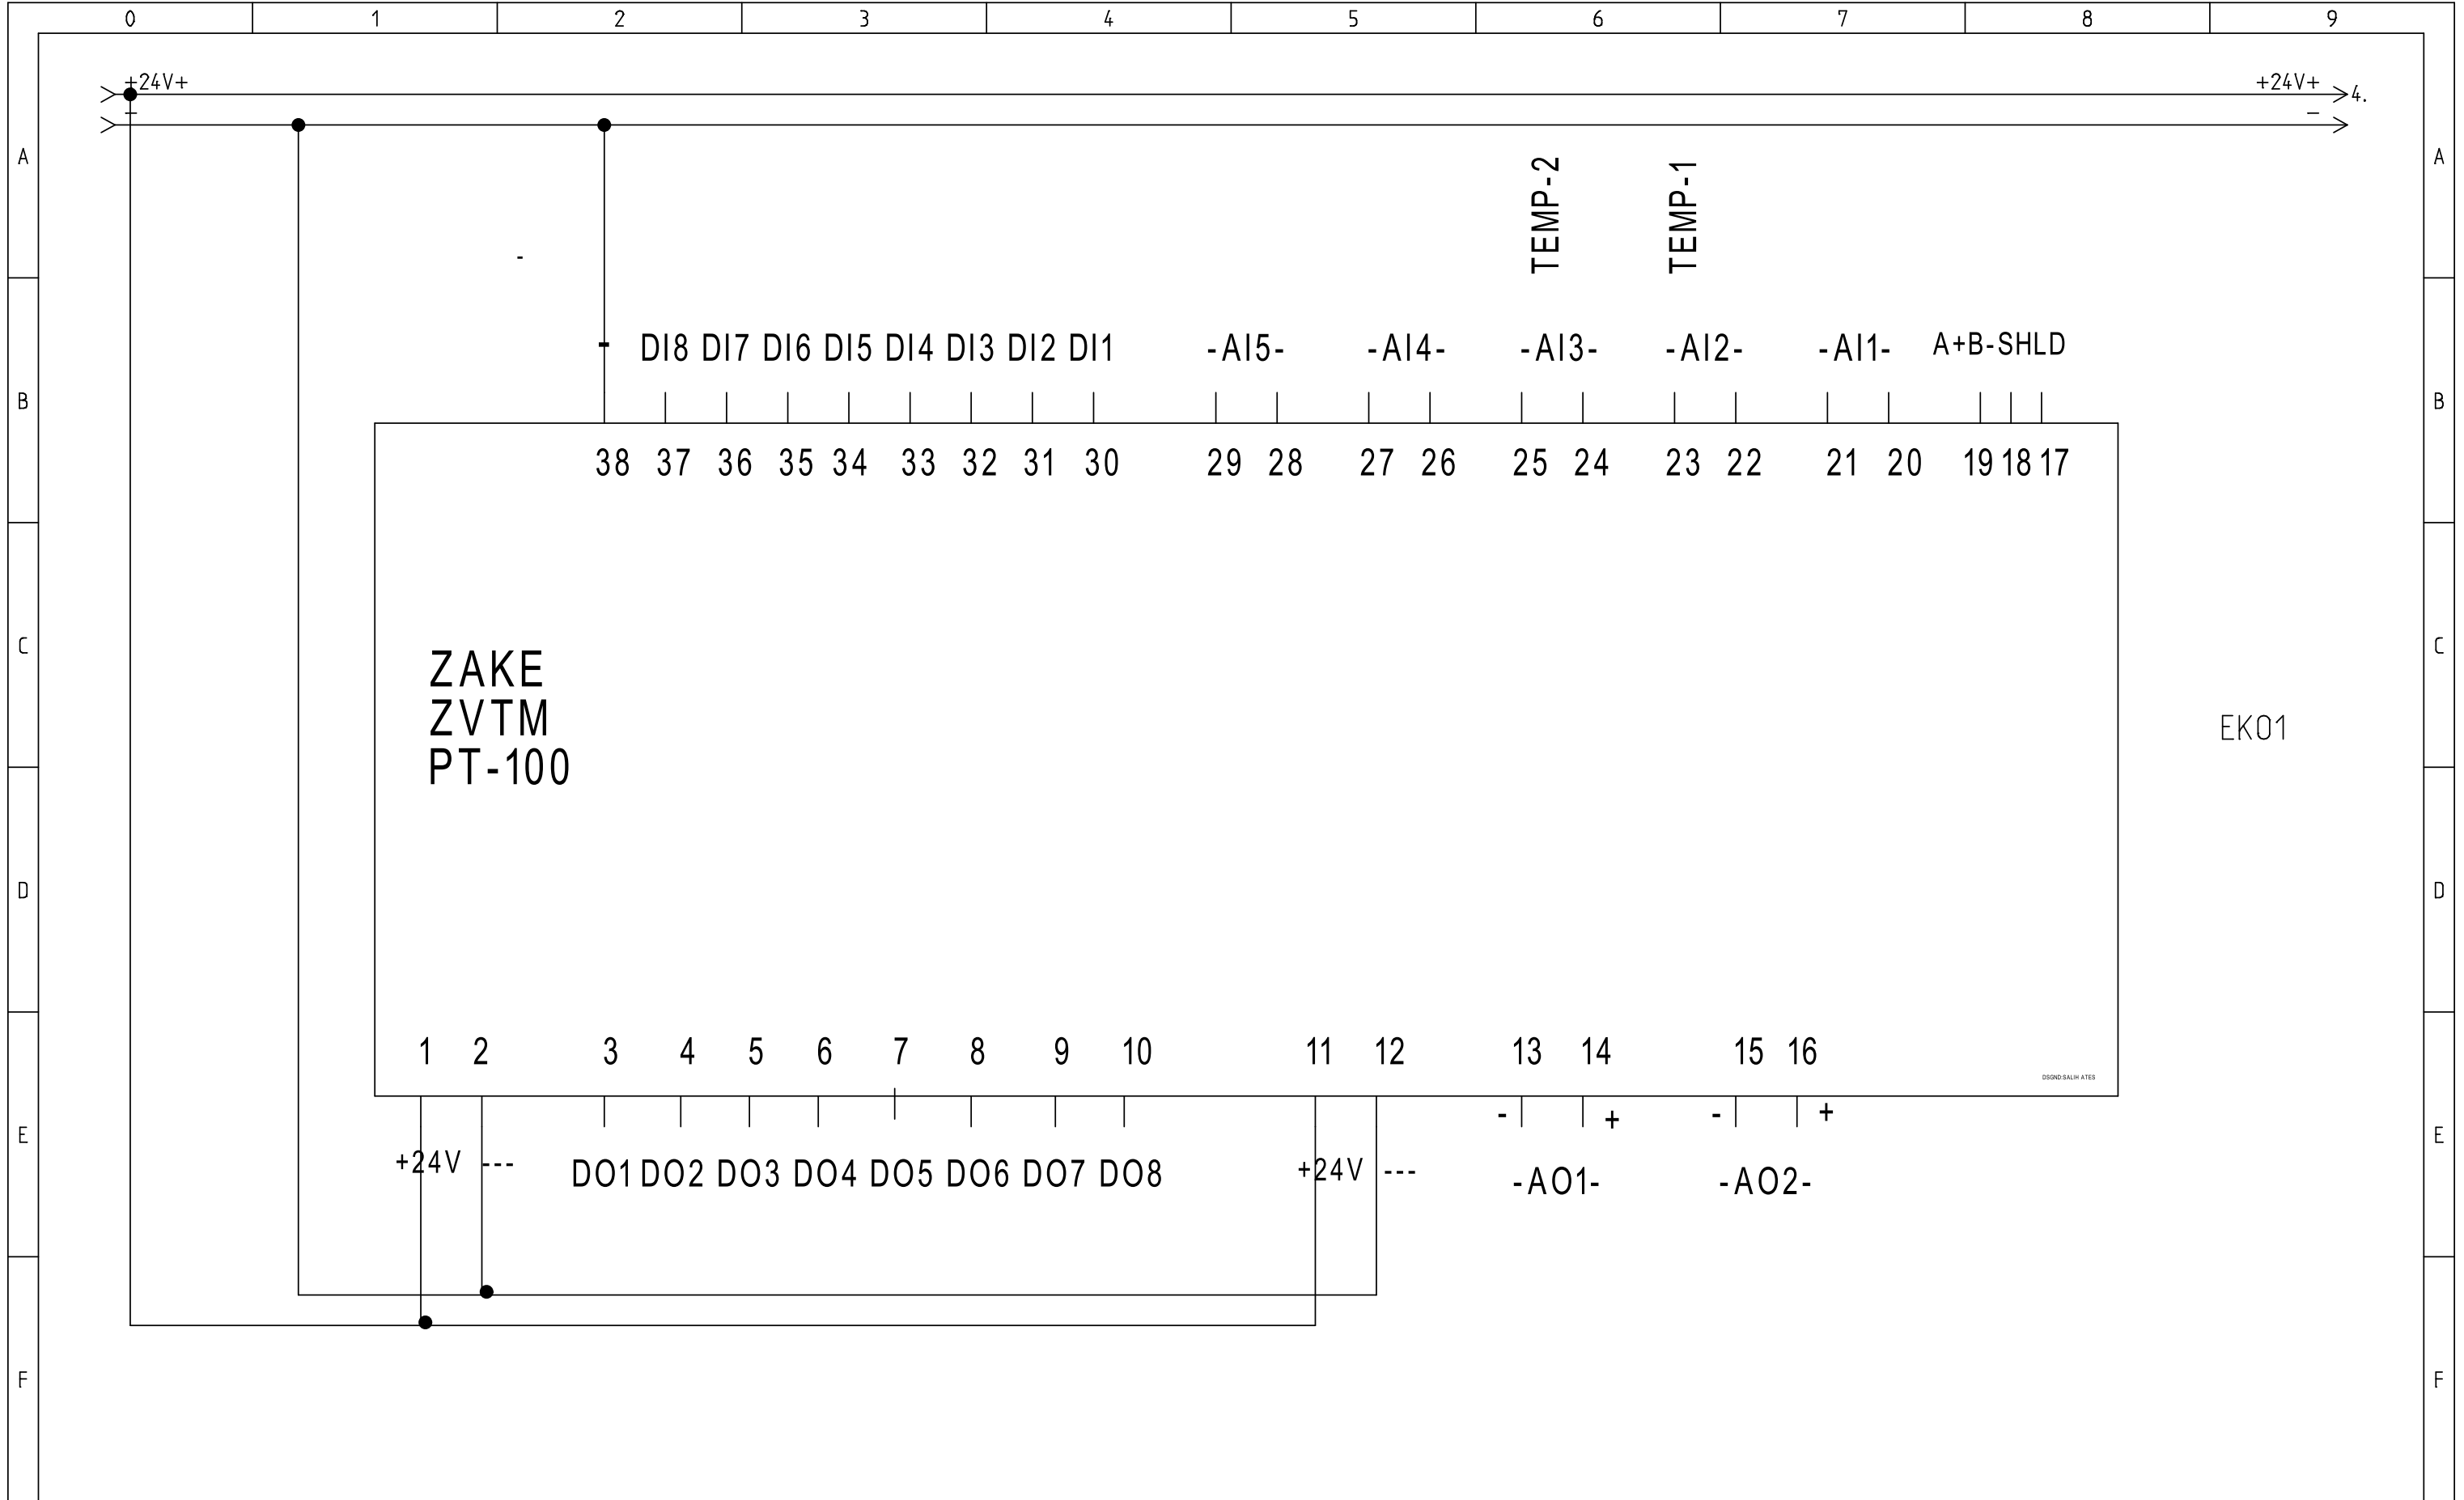 0 1 2 3 4 5 6 7 8 9
+24V+ +24V+ 4.
- -
A A
TEMP-2 TEMP-1
-
- DI8 DI7 DI6 DI5 DI4 DI3 DI2 DI1 -AI5- -AI4- -AI3- -AI2- -AI1- A+B-SHLD
B B
38 37 36 35 34 33 32 31 30 29 28 27 26 25 24 23 22 21 20 19 18 17
C C
ZAKE
ZVTM
PT-100
EK01
D D
1 2 3 4 5 6 7 8 9 10 11 12 13 14 15 16
DSGND:SALIH ATES
- + - +
E E
+24V --- DO1 DO2 DO3 DO4 DO5 DO6 DO7 DO8 +24V --- -AO1- -AO2-
F F